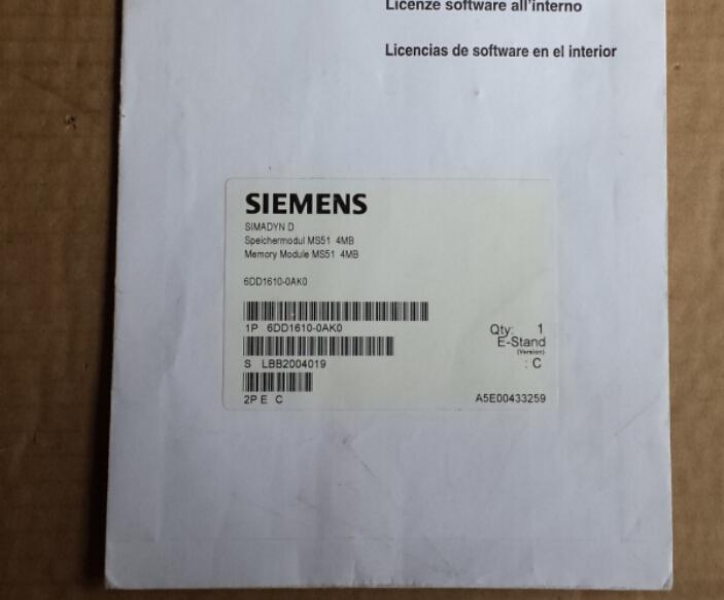 Licenze software all'interno
Licencias de software en el interior
SIEMENS
SIMADYN D
Speichermodul MS51 4MB
Memory Module MS51 4MB
6DD1610-0AK0
1P 6DD1610-0AK0
Qty: 1
E-Stand
(Version)
: C
S LBB2004019
2P E C
A5E00433259